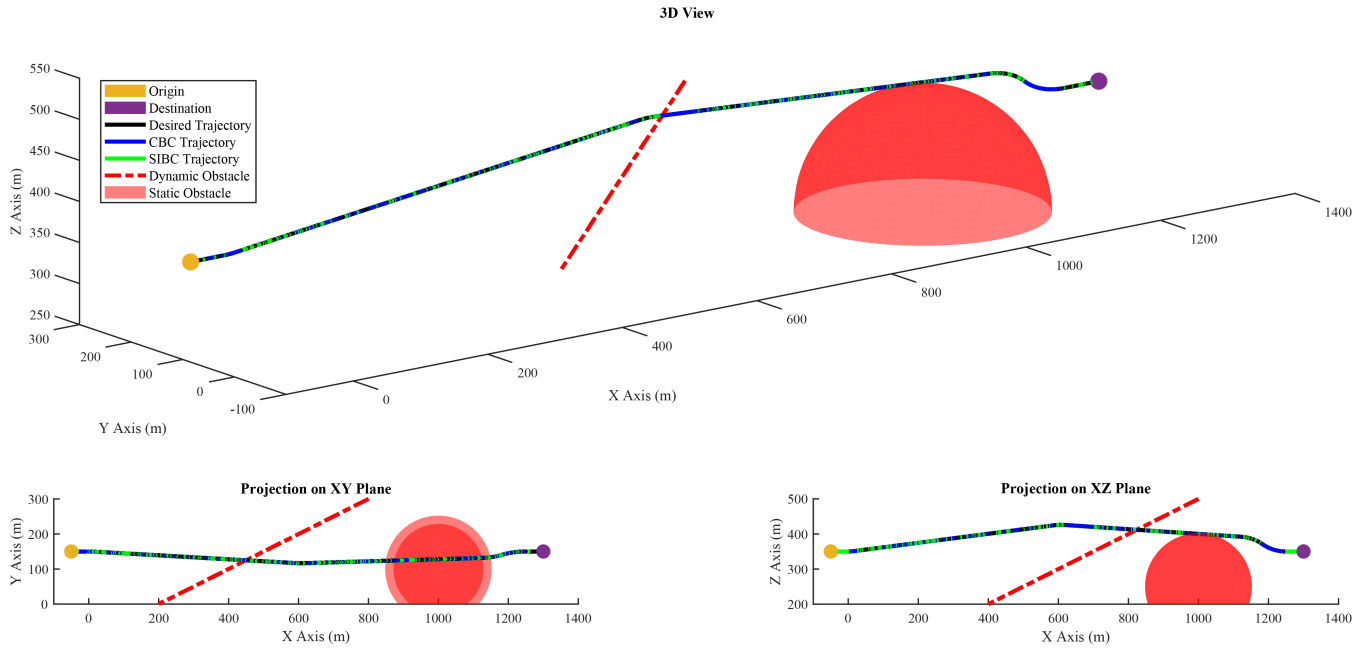 3D View
550
500
450
400
350
300
250
Z Axis (m)
Origin
Destination
Desired Trajectory
CBC Trajectory
SIBC Trajectory
Dynamic Obstacle
Static Obstacle
300
200
100
0
-100
Y Axis (m)
0
200
400
600
800
1000
1200
1400
X Axis (m)
Projection on XY Plane
300
200
100
0
Y Axis (m)
0
200
400
600
800
1000
1200
1400
X Axis (m)
Projection on XZ Plane
500
400
300
200
Z Axis (m)
0
200
400
600
800
1000
1200
1400
X Axis (m)